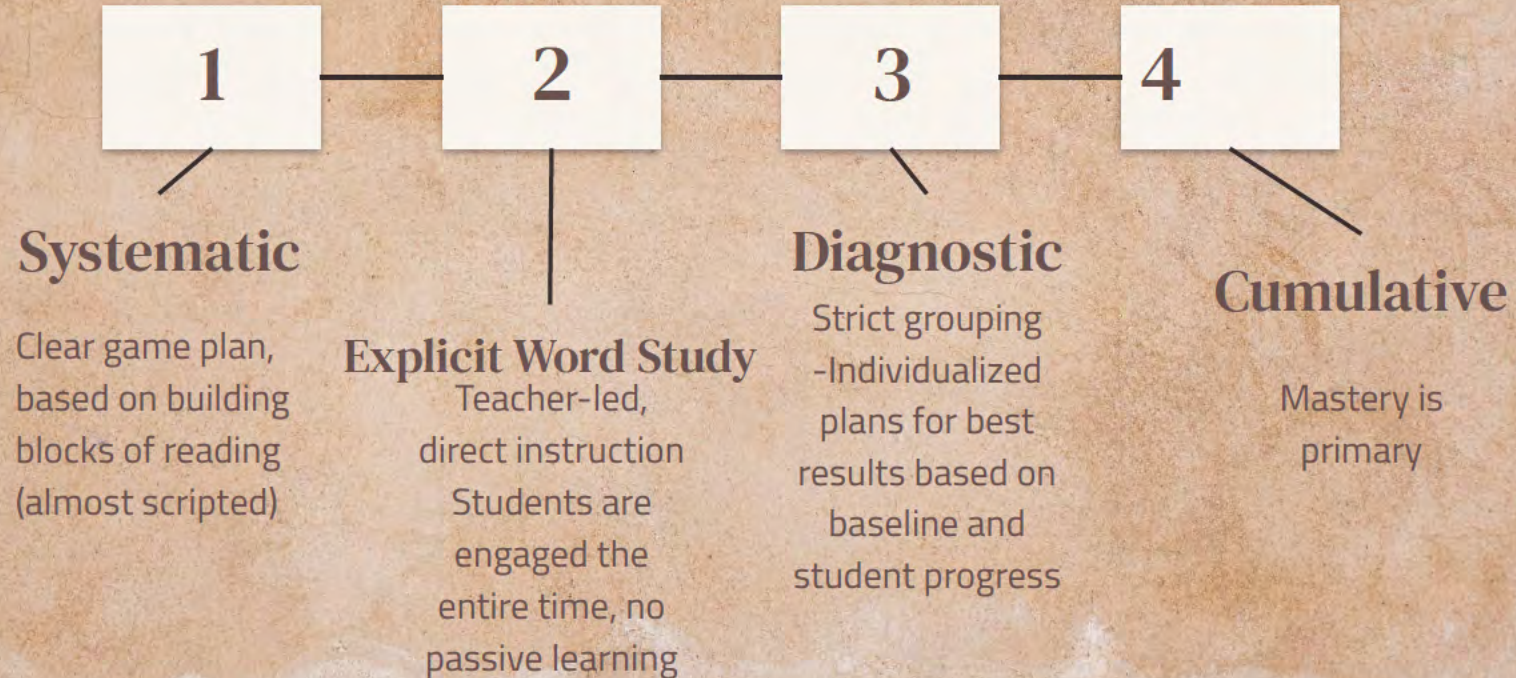 1
2
3
4
Systematic
Clear game plan,
based on building
blocks of reading
(almost scripted)
Explicit Word Study
Teacher-led,
direct instruction
Students are
engaged the
entire time, no
passive learning
Diagnostic
Strict grouping
-Individualized
plans for best
results based on
baseline and
student progress
Cumulative
Mastery is
primary